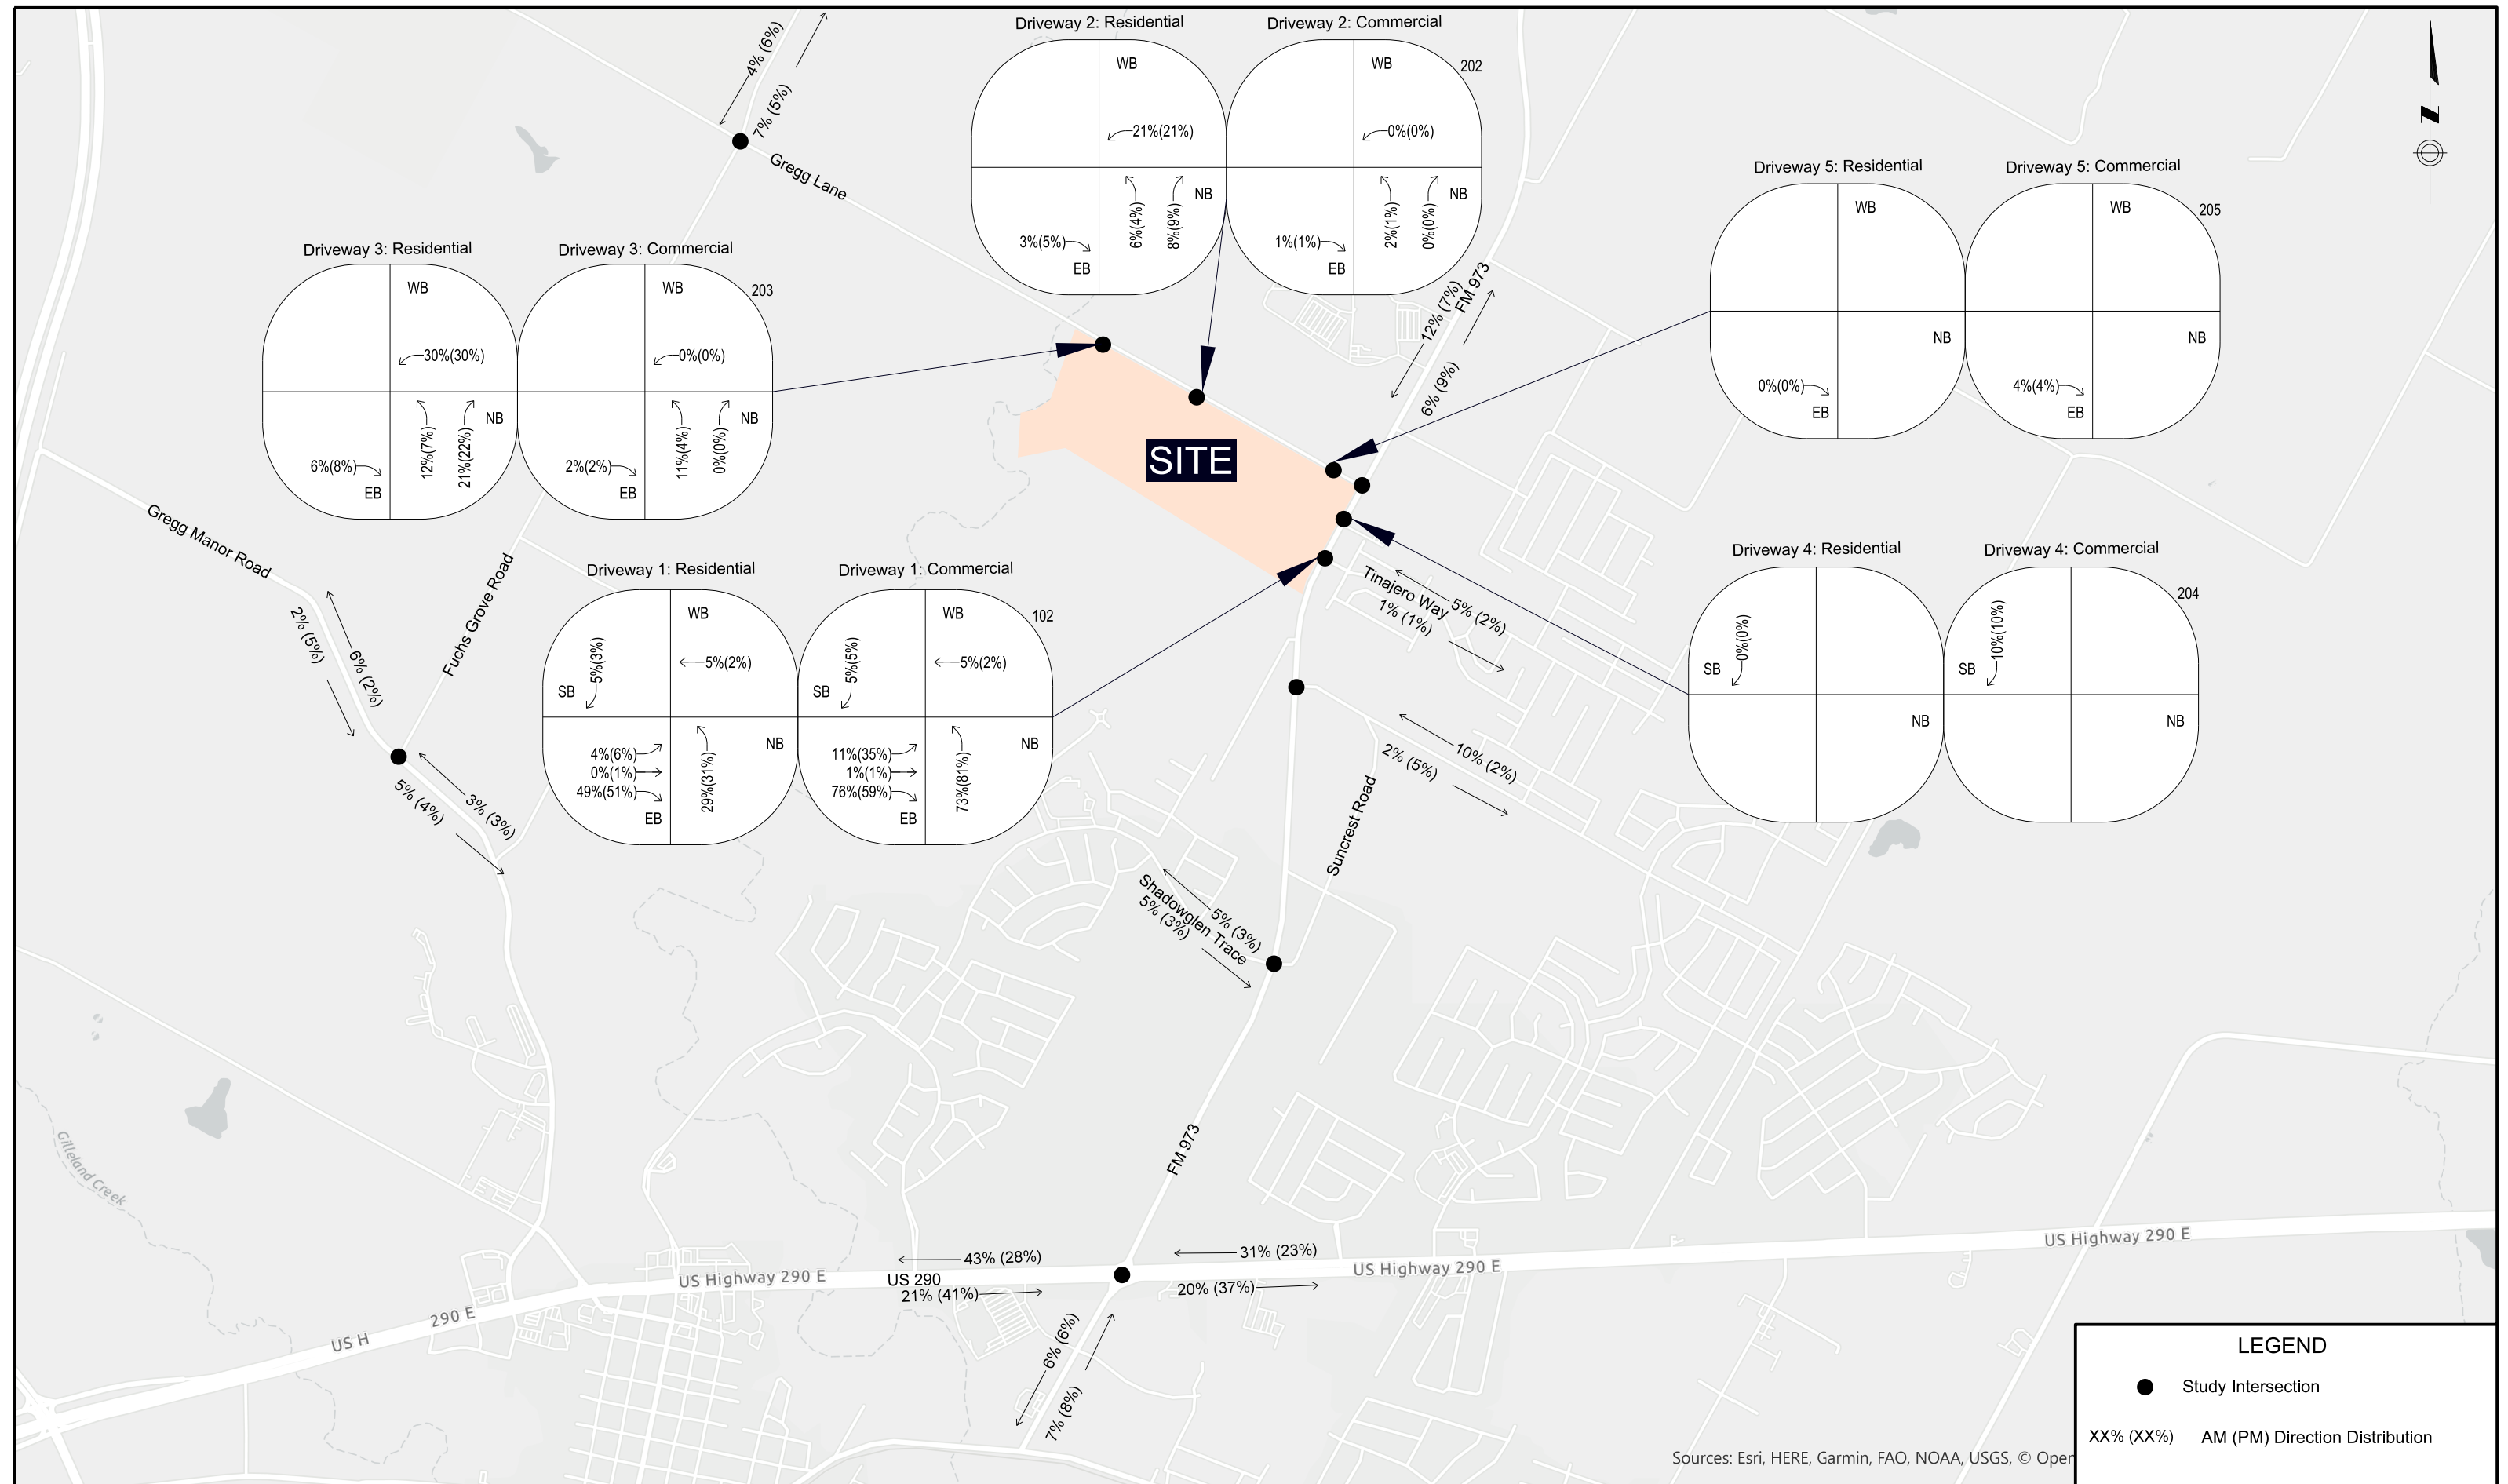 Driveway 2: Residential
Driveway 2: Commercial
WB
21%(21%)
6%(4%)
8%(9%)
NB
3%(5%)
EB
WB
202
0%(0%)
2%(1%)
0%(0%)
NB
1%(1%)
EB
4% (6%)
7% (5%)
Gregg Lane
Driveway 5: Residential
Driveway 5: Commercial
WB
NB
0%(0%)
EB
WB
205
NB
4%(4%)
EB
Driveway 3: Residential
Driveway 3: Commercial
WB
30%(30%)
12%(7%)
21%(22%)
NB
6%(8%)
EB
WB
203
0%(0%)
11%(4%)
0%(0%)
NB
2%(2%)
EB
FM 973
12% (7%)
6% (9%)
SITE
Gregg Manor Road
2% (5%)
6% (2%)
Fuchs Grove Road
5% (4%)
3% (3%)
Driveway 1: Residential
Driveway 1: Commercial
WB
5%(3%)
5%(2%)
SB
4%(6%)
0%(1%)
49%(51%)
EB
29%(31%)
NB
WB
102
5%(5%)
5%(2%)
SB
11%(35%)
1%(1%)
76%(59%)
EB
73%(81%)
NB
Tinajero Way
1% (1%)
5% (2%)
Driveway 4: Residential
Driveway 4: Commercial
0%(0%)
SB
NB
204
10%(10%)
SB
NB
10% (2%)
2% (5%)
Suncrest Road
Shadowglen Trace
5% (3%)
5% (3%)
FM 973
Gilleland Creek
43% (28%)
US 290
21% (41%)
31% (23%)
20% (37%)
US Highway 290 E
US Highway 290 E
US Highway 290 E
US H
290 E
6% (6%)
7% (8%)
LEGEND
Study Intersection
XX% (XX%) AM (PM) Direction Distribution
Sources: Esri, HERE, Garmin, FAO, NOAA, USGS, © Oper